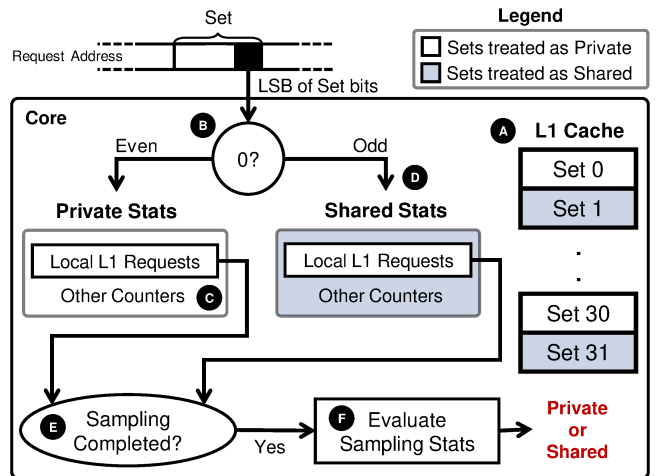 Set
Legend
Request Address
Sets treated as Private
Sets treated as Shared
LSB of Set bits
Core
B
A
L1 Cache
Even
0?
Odd
D
Set 0
Set 1
Private Stats
Shared Stats
Local L1 Requests
Local L1 Requests
Other Counters
C
Other Counters
.
.
Set 30
Set 31
E
Sampling
Completed?
Yes
F
Evaluate
Sampling Stats
Private
or
Shared